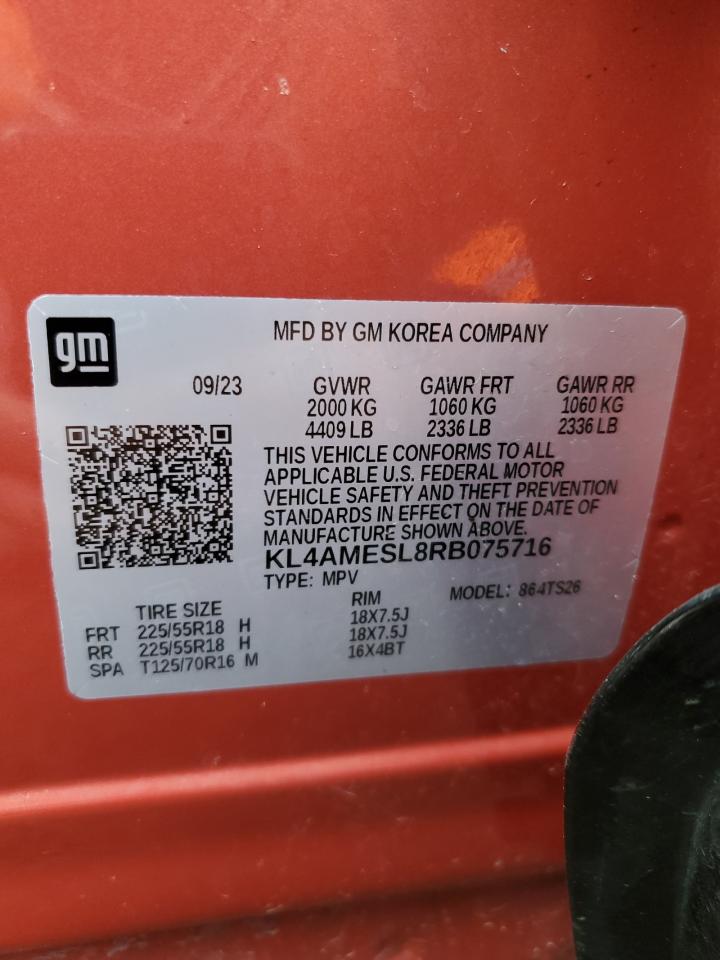 gm
MFD BY GM KOREA COMPANY
09/23 GVWR GAWR FRT GAWR RR
2000 KG 1060 KG 1060 KG
4409 LB 2336 LB 2336 LB
THIS VEHICLE CONFORMS TO ALL
APPLICABLE U.S. FEDERAL MOTOR
VEHICLE SAFETY AND THEFT PREVENTION
STANDARDS IN EFFECT ON THE DATE OF
MANUFACTURE SHOWN ABOVE.
KL4AMESL8RB075716
TYPE: MPV MODEL: 864TS26
TIRE SIZE RIM
FRT 225/55R18 H 18X7.5J
RR 225/55R18 H 18X7.5J
SPA T125/70R16 M 16X4BT